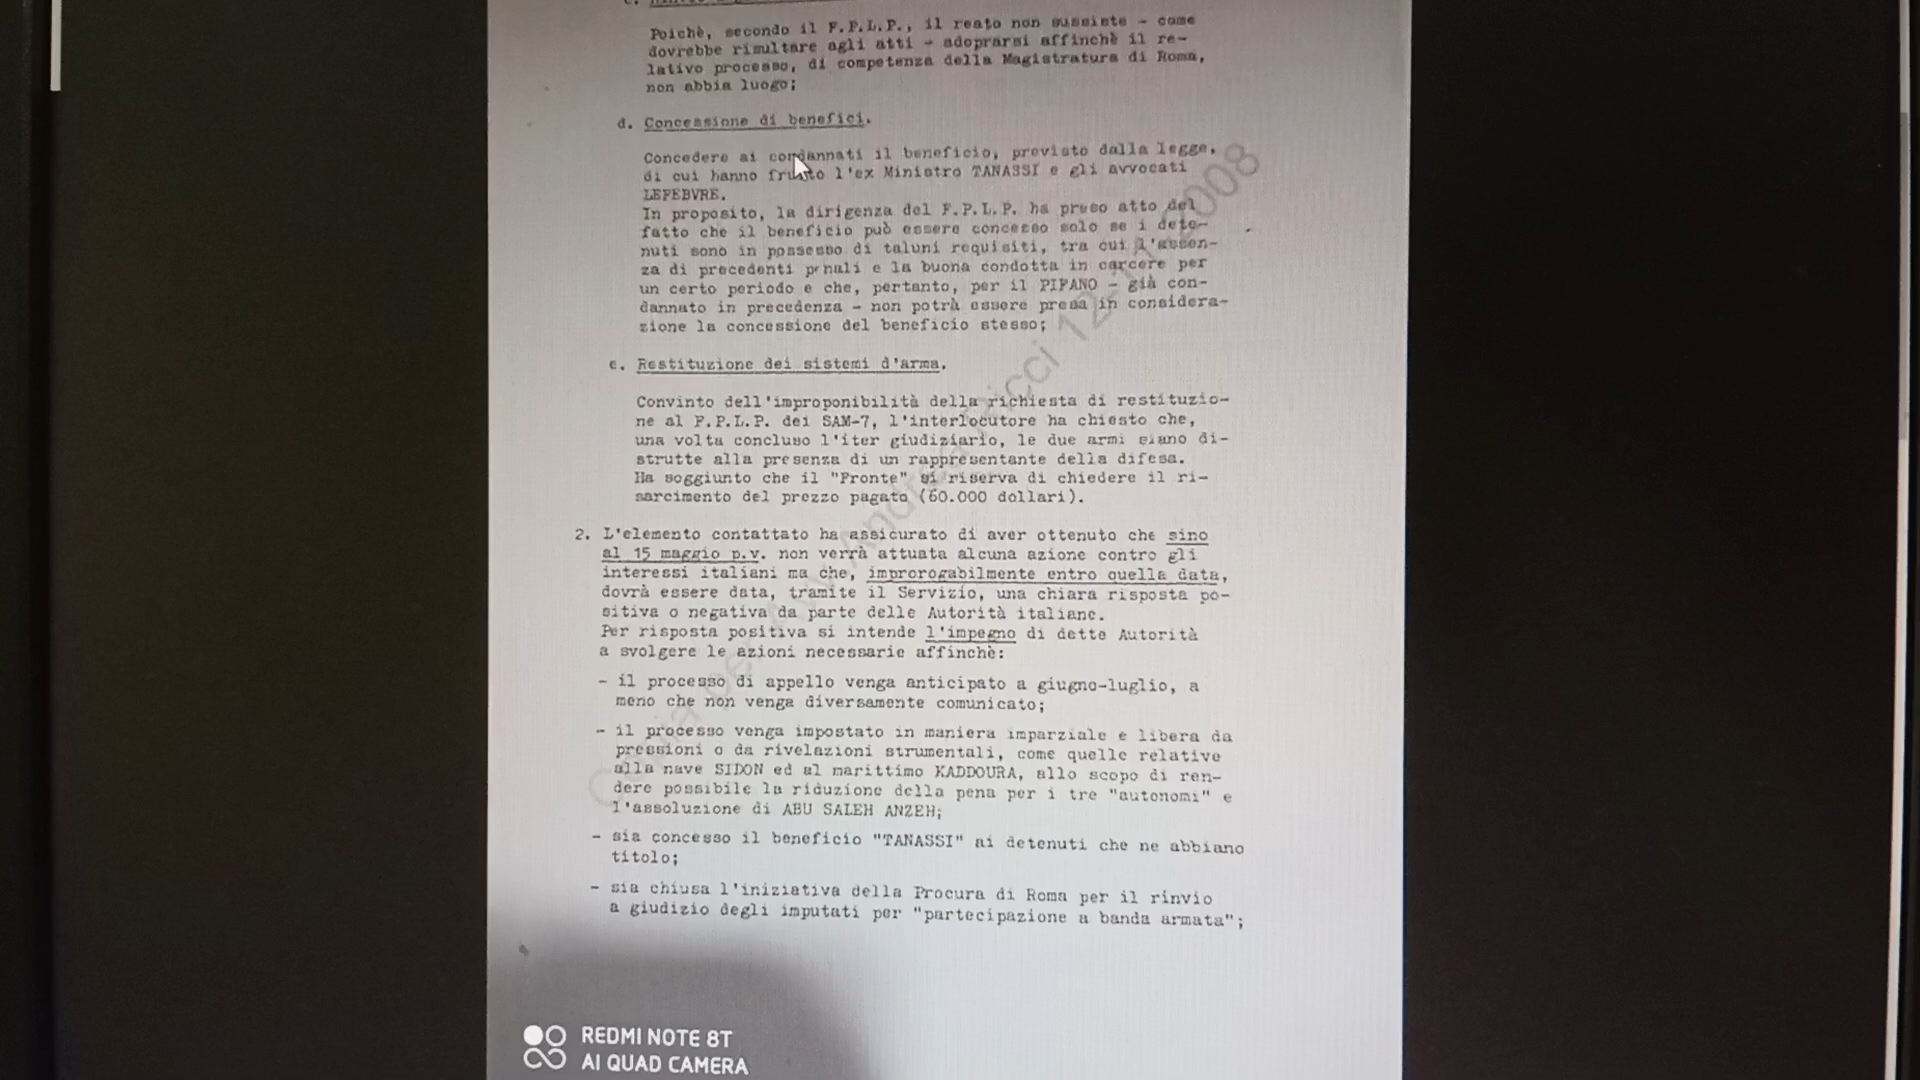 Poichè, secondo il F.P.L.P., il reato non sussiste - come
dovrebbe risultare agli atti - adoprarsi affinchè il re-
lativo processo, di competenza della Magistratura di Roma,
non abbia luogo;
d. Concessione di benefici.
Concedere ai condannati il beneficio, previsto dalla legge,
di cui hanno fruito l'ex Ministro TANASSI e gli avvocati
LEFEBVRE.
In proposito, la dirigenza del F.P.L.P. ha preso atto del
fatto che il beneficio può essere concesso solo se i dete-
nuti sono in possesso di taluni requisiti, tra cui l'assen-
za di precedenti penali e la buona condotta in carcere per
un certo periodo e che, pertanto, per il PIFANO - già con-
dannato in precedenza - non potrà essere presa in considera-
zione la concessione del beneficio stesso;
e. Restituzione dei sistemi d'arma.
Convinto dell'improponibilità della richiesta di restituzio-
ne al F.P.L.P. dei SAM-7, l'interlocutore ha chiesto che,
una volta concluso l'iter giudiziario, le due armi siano di-
strutte alla presenza di un rappresentante della difesa.
Ha soggiunto che il "Fronte" si riserva di chiedere il ri-
sarcimento del prezzo pagato (60.000 dollari).
2. L'elemento contattato ha assicurato di aver ottenuto che sino
al 15 maggio p.v. non verrà attuata alcuna azione contro gli
interessi italiani ma che, improrogabilmente entro quella data,
dovrà essere data, tramite il Servizio, una chiara risposta po-
sitiva o negativa da parte delle Autorità italiane.
Per risposta positiva si intende l'impegno di dette Autorità
a svolgere le azioni necessarie affinchè:
- il processo di appello venga anticipato a giugno-luglio, a
meno che non venga diversamente comunicato;
- il processo venga impostato in maniera imparziale e libera da
pressioni o da rivelazioni strumentali, come quelle relative
alla nave SIDON ed al marittimo KADDOURA, allo scopo di ren-
dere possibile la riduzione della pena per i tre "autonomi" e
l'assoluzione di ABU SALEH ANZEH;
- sia concesso il beneficio "TANASSI" ai detenuti che ne abbiano
titolo;
- sia chiusa l'iniziativa della Procura di Roma per il rinvio
a giudizio degli imputati per "partecipazione a banda armata";
REDMI NOTE 8T
AI QUAD CAMERA